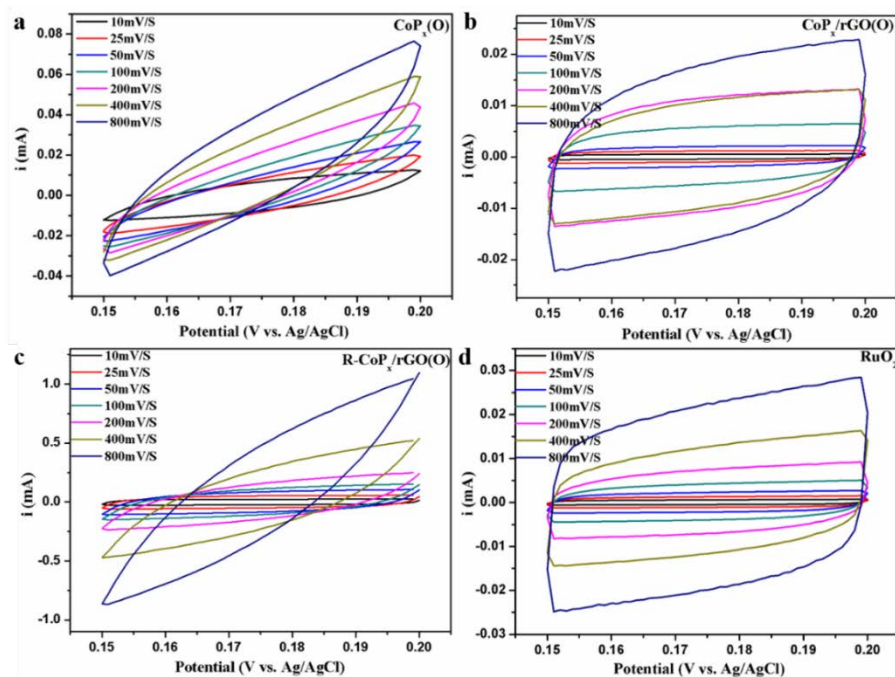 a
CoPx(O)
10mV/S
25mV/S
50mV/S
100mV/S
200mV/S
400mV/S
800mV/S
0.08
0.06
0.04
0.02
0.00
-0.02
-0.04
i (mA)
0.15 0.16 0.17 0.18 0.19 0.20
Potential (V vs. Ag/AgCl)
b
CoPx/rGO(O)
10mV/S
25mV/S
50mV/S
100mV/S
200mV/S
400mV/S
800mV/S
0.02
0.01
0.00
-0.01
-0.02
i (mA)
0.15 0.16 0.17 0.18 0.19 0.20
Potential (V vs. Ag/AgCl)
c
R-CoPx/rGO(O)
10mV/S
25mV/S
50mV/S
100mV/S
200mV/S
400mV/S
800mV/S
1.0
0.5
0.0
-0.5
-1.0
i (mA)
0.15 0.16 0.17 0.18 0.19 0.20
Potential (V vs. Ag/AgCl)
d
RuO2
10mV/S
25mV/S
50mV/S
100mV/S
200mV/S
400mV/S
800mV/S
0.03
0.02
0.01
0.00
-0.01
-0.02
-0.03
i (mA)
0.15 0.16 0.17 0.18 0.19 0.20
Potential (V vs. Ag/AgCl)